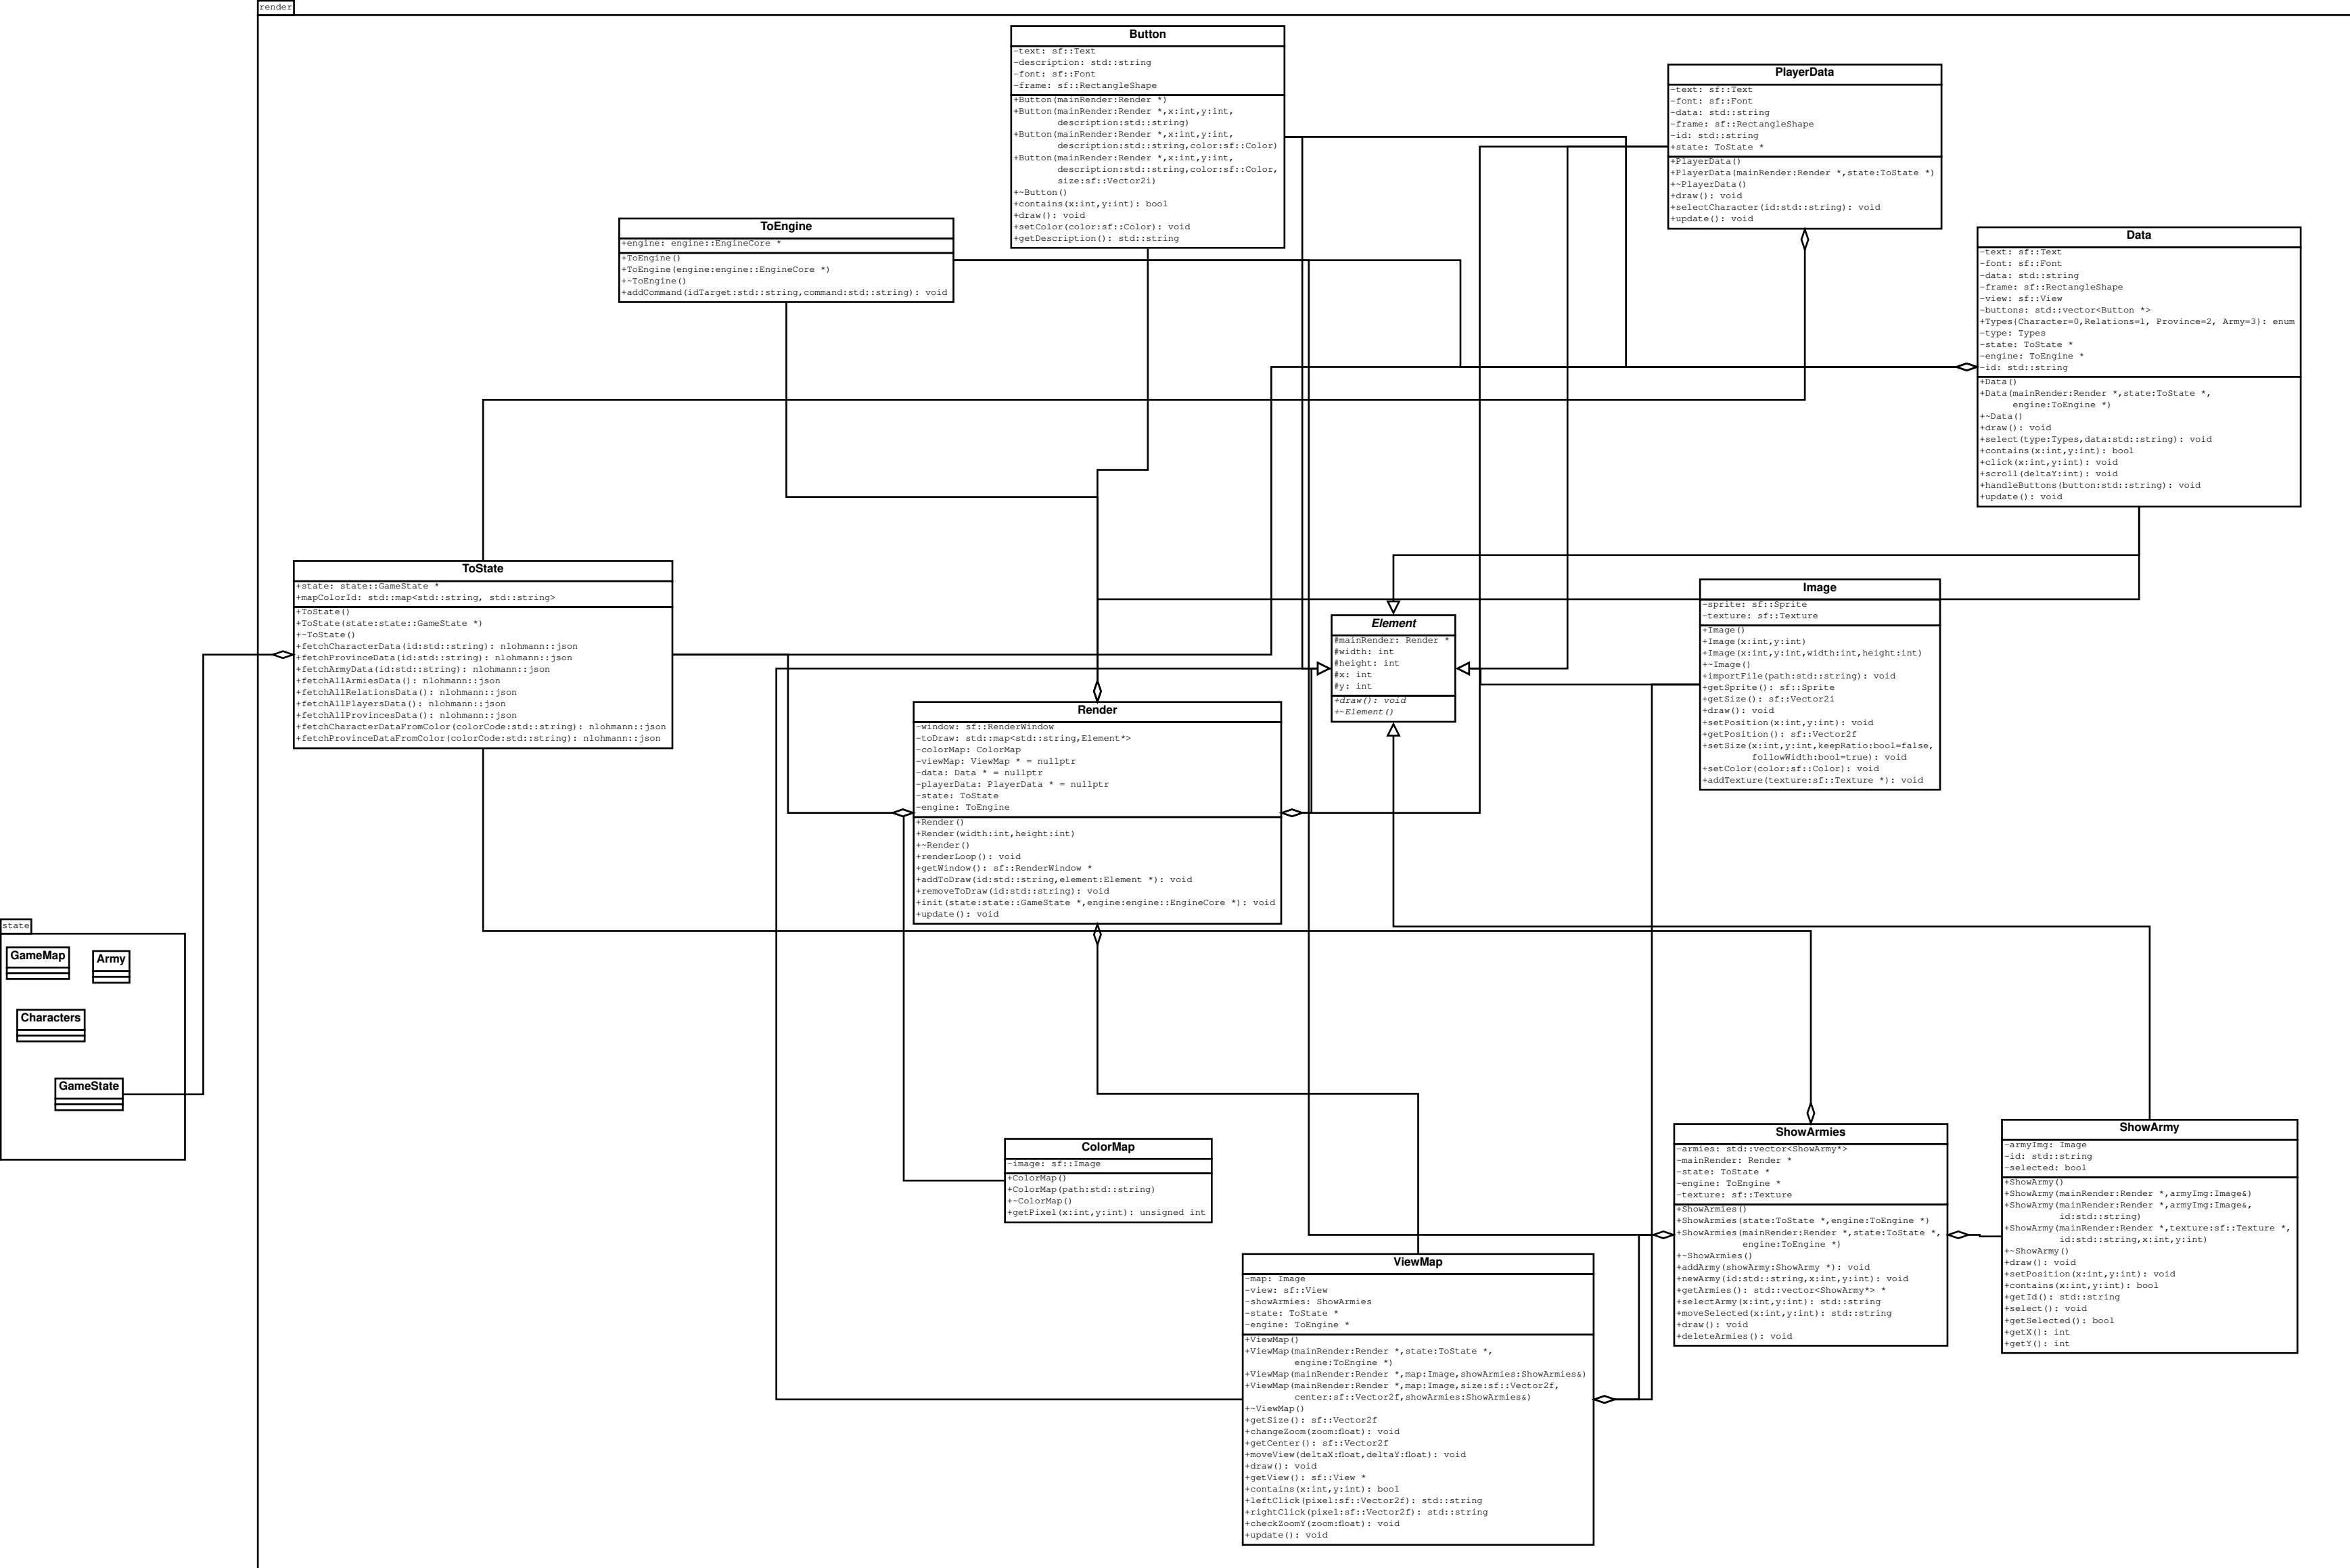 render
Button
-text: sf::Text
-description: std::string
-font: sf::Font
-frame: sf::RectangleShape
+Button(mainRender:Render *)
+Button(mainRender:Render *,x:int,y:int,
description:std::string)
+Button(mainRender:Render *,x:int,y:int,
description:std::string,color:sf::Color)
+Button(mainRender:Render *,x:int,y:int,
description:std::string,color:sf::Color,
size:sf::Vector2i)
+~Button()
+contains(x:int,y:int): bool
+draw(): void
+setColor(color:sf::Color): void
+getDescription(): std::string
PlayerData
-text: sf::Text
-font: sf::Font
-data: std::string
-frame: sf::RectangleShape
-id: std::string
+state: ToState *
+PlayerData()
+PlayerData(mainRender:Render *,state:ToState *)
+~PlayerData()
+draw(): void
+selectCharacter(id:std::string): void
+update(): void
ToEngine
+engine: engine::EngineCore *
+ToEngine()
+ToEngine(engine:engine::EngineCore *)
+~ToEngine()
+addCommand(idTarget:std::string,command:std::string): void
Data
-text: sf::Text
-font: sf::Font
-data: std::string
-frame: sf::RectangleShape
-view: sf::View
-buttons: std::vector<Button *>
+Types(Character=0,Relations=1, Province=2, Army=3): enum
-type: Types
-state: ToState *
-engine: ToEngine *
-id: std::string
+Data()
+Data(mainRender:Render *,state:ToState *,
engine:ToEngine *)
+~Data()
+draw(): void
+select(type:Types,data:std::string): void
+contains(x:int,y:int): bool
+click(x:int,y:int): void
+scroll(deltaY:int): void
+handleButtons(button:std::string): void
+update(): void
ToState
+state: state::GameState *
+mapColorId: std::map<std::string, std::string>
+ToState()
+ToState(state:state::GameState *)
+~ToState()
+fetchCharacterData(id:std::string): nlohmann::json
+fetchProvinceData(id:std::string): nlohmann::json
+fetchArmyData(id:std::string): nlohmann::json
+fetchAllArmiesData(): nlohmann::json
+fetchAllRelationsData(): nlohmann::json
+fetchAllPlayersData(): nlohmann::json
+fetchAllProvincesData(): nlohmann::json
+fetchCharacterDataFromColor(colorCode:std::string): nlohmann::json
+fetchProvinceDataFromColor(colorCode:std::string): nlohmann::json
Element
#mainRender: Render *
#width: int
#height: int
#x: int
#y: int
+draw(): void
+~Element()
Image
-sprite: sf::Sprite
-texture: sf::Texture
+Image()
+Image(x:int,y:int)
+Image(x:int,y:int,width:int,height:int)
+~Image()
+importFile(path:std::string): void
+getSprite(): sf::Sprite
+getSize(): sf::Vector2i
+draw(): void
+setPosition(x:int,y:int): void
+getPosition(): sf::Vector2f
+setSize(x:int,y:int,keepRatio:bool=false,
followWidth:bool=true): void
+setColor(color:sf::Color): void
+addTexture(texture:sf::Texture *): void
Render
-window: sf::RenderWindow
-toDraw: std::map<std::string,Element*>
-colorMap: ColorMap
-viewMap: ViewMap * = nullptr
-data: Data * = nullptr
-playerData: PlayerData * = nullptr
-state: ToState
-engine: ToEngine
+Render()
+Render(width:int,height:int)
+~Render()
+renderLoop(): void
+getWindow(): sf::RenderWindow *
+addToDraw(id:std::string,element:Element *): void
+removeToDraw(id:std::string): void
+init(state:state::GameState *,engine:engine::EngineCore *): void
+update(): void
state
GameMap
Army
Characters
GameState
ColorMap
-image: sf::Image
+ColorMap()
+ColorMap(path:std::string)
+~ColorMap()
+getPixel(x:int,y:int): unsigned int
ShowArmies
-armies: std::vector<ShowArmy*>
-mainRender: Render *
-state: ToState *
-engine: ToEngine *
-texture: sf::Texture
+ShowArmies()
+ShowArmies(state:ToState *,engine:ToEngine *)
+ShowArmies(mainRender:Render *,state:ToState *,
engine:ToEngine *)
+~ShowArmies()
+addArmy(showArmy:ShowArmy *): void
+newArmy(id:std::string,x:int,y:int): void
+getArmies(): std::vector<ShowArmy*> *
+selectArmy(x:int,y:int): std::string
+moveSelected(x:int,y:int): std::string
+draw(): void
+deleteArmies(): void
ShowArmy
-armyImg: Image
-id: std::string
-selected: bool
+ShowArmy()
+ShowArmy(mainRender:Render *,armyImg:Image&)
+ShowArmy(mainRender:Render *,armyImg:Image&,
id:std::string)
+ShowArmy(mainRender:Render *,texture:sf::Texture *,
id:std::string,x:int,y:int)
+~ShowArmy()
+draw(): void
+setPosition(x:int,y:int): void
+contains(x:int,y:int): bool
+getId(): std::string
+select(): void
+getSelected(): bool
+getX(): int
+getY(): int
ViewMap
-map: Image
-view: sf::View
-showArmies: ShowArmies
-state: ToState *
-engine: ToEngine *
+ViewMap()
+ViewMap(mainRender:Render *,state:ToState *,
engine:ToEngine *)
+ViewMap(mainRender:Render *,map:Image,showArmies:ShowArmies&)
+ViewMap(mainRender:Render *,map:Image,size:sf::Vector2f,
center:sf::Vector2f,showArmies:ShowArmies&)
+~ViewMap()
+getSize(): sf::Vector2f
+changeZoom(zoom:float): void
+getCenter(): sf::Vector2f
+moveView(deltaX:float,deltaY:float): void
+draw(): void
+getView(): sf::View *
+contains(x:int,y:int): bool
+leftClick(pixel:sf::Vector2f): std::string
+rightClick(pixel:sf::Vector2f): std::string
+checkZoomY(zoom:float): void
+update(): void